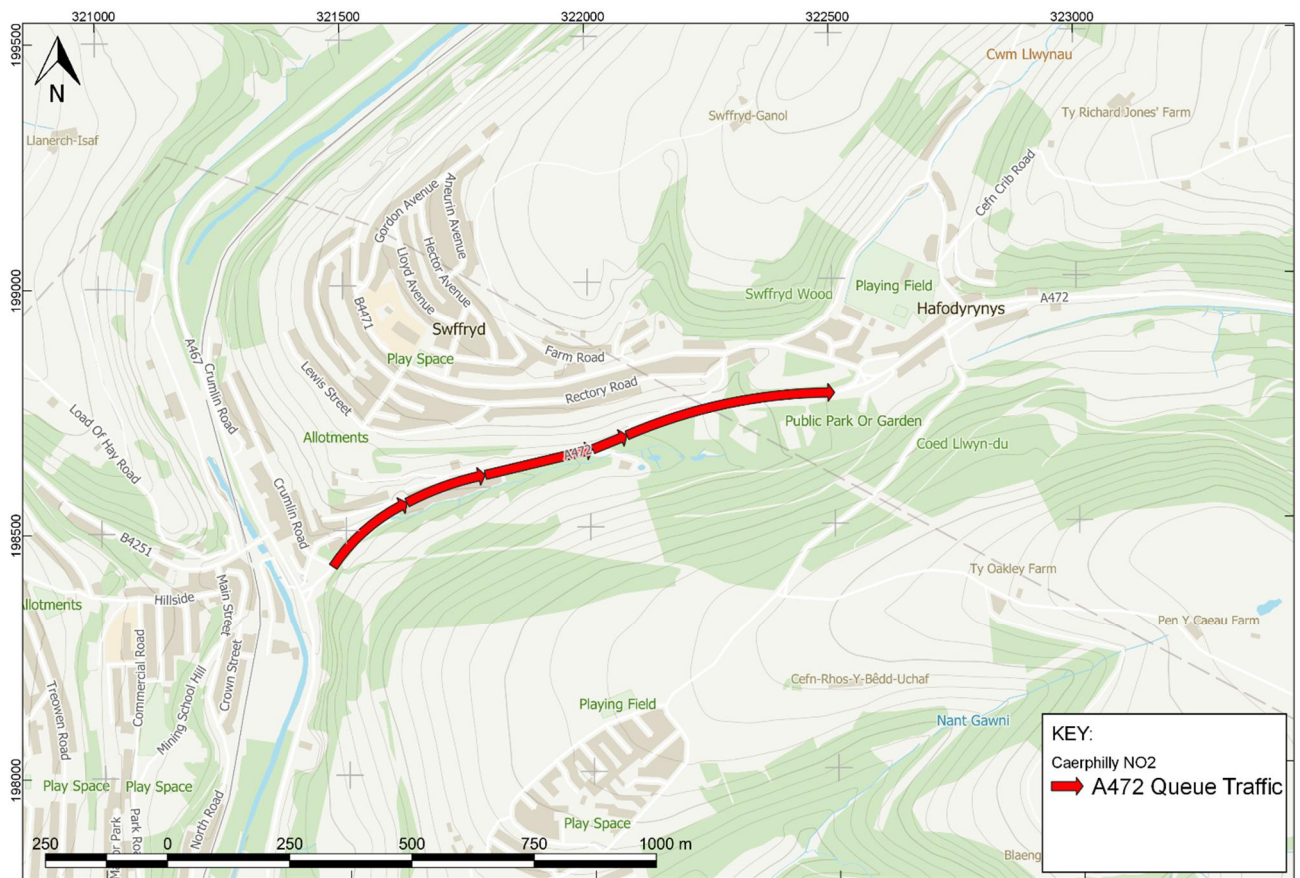 321000
321500
322000
322500
323000
199500
199000
198500
198000
N
Cwm Llwynau
Llanerch-Isaf
Swffryd-Ganol
Ty Richard Jones' Farm
Cefn Crib Road
Gordon Avenue
Aneurin Avenue
Hector Avenue
Lloyd Avenue
B4471
Swffryd
Play Space
Swffryd Wood
Playing Field
Hafodyrynys
A472
Farm Road
Rectory Road
Lewis Street
Allotments
A467
Crumlin Road
Load Of Hay Road
Crumlin Road
Public Park Or Garden
Coed Llwyn-du
A472
B4251
Hillside
Main Street
Allotments
Commercial Road
Crown Street
Mining School Hill
Treowen Road
Ty Oakley Farm
Pen Y Caeau Farm
Cefn-Rhos-Y-Bêdd-Uchaf
Playing Field
Nant Gawni
Play Space
Play Space
North Road
Play Space
KEY:
Caerphilly NO2
A472 Queue Traffic
250
0
250
500
750
1000 m